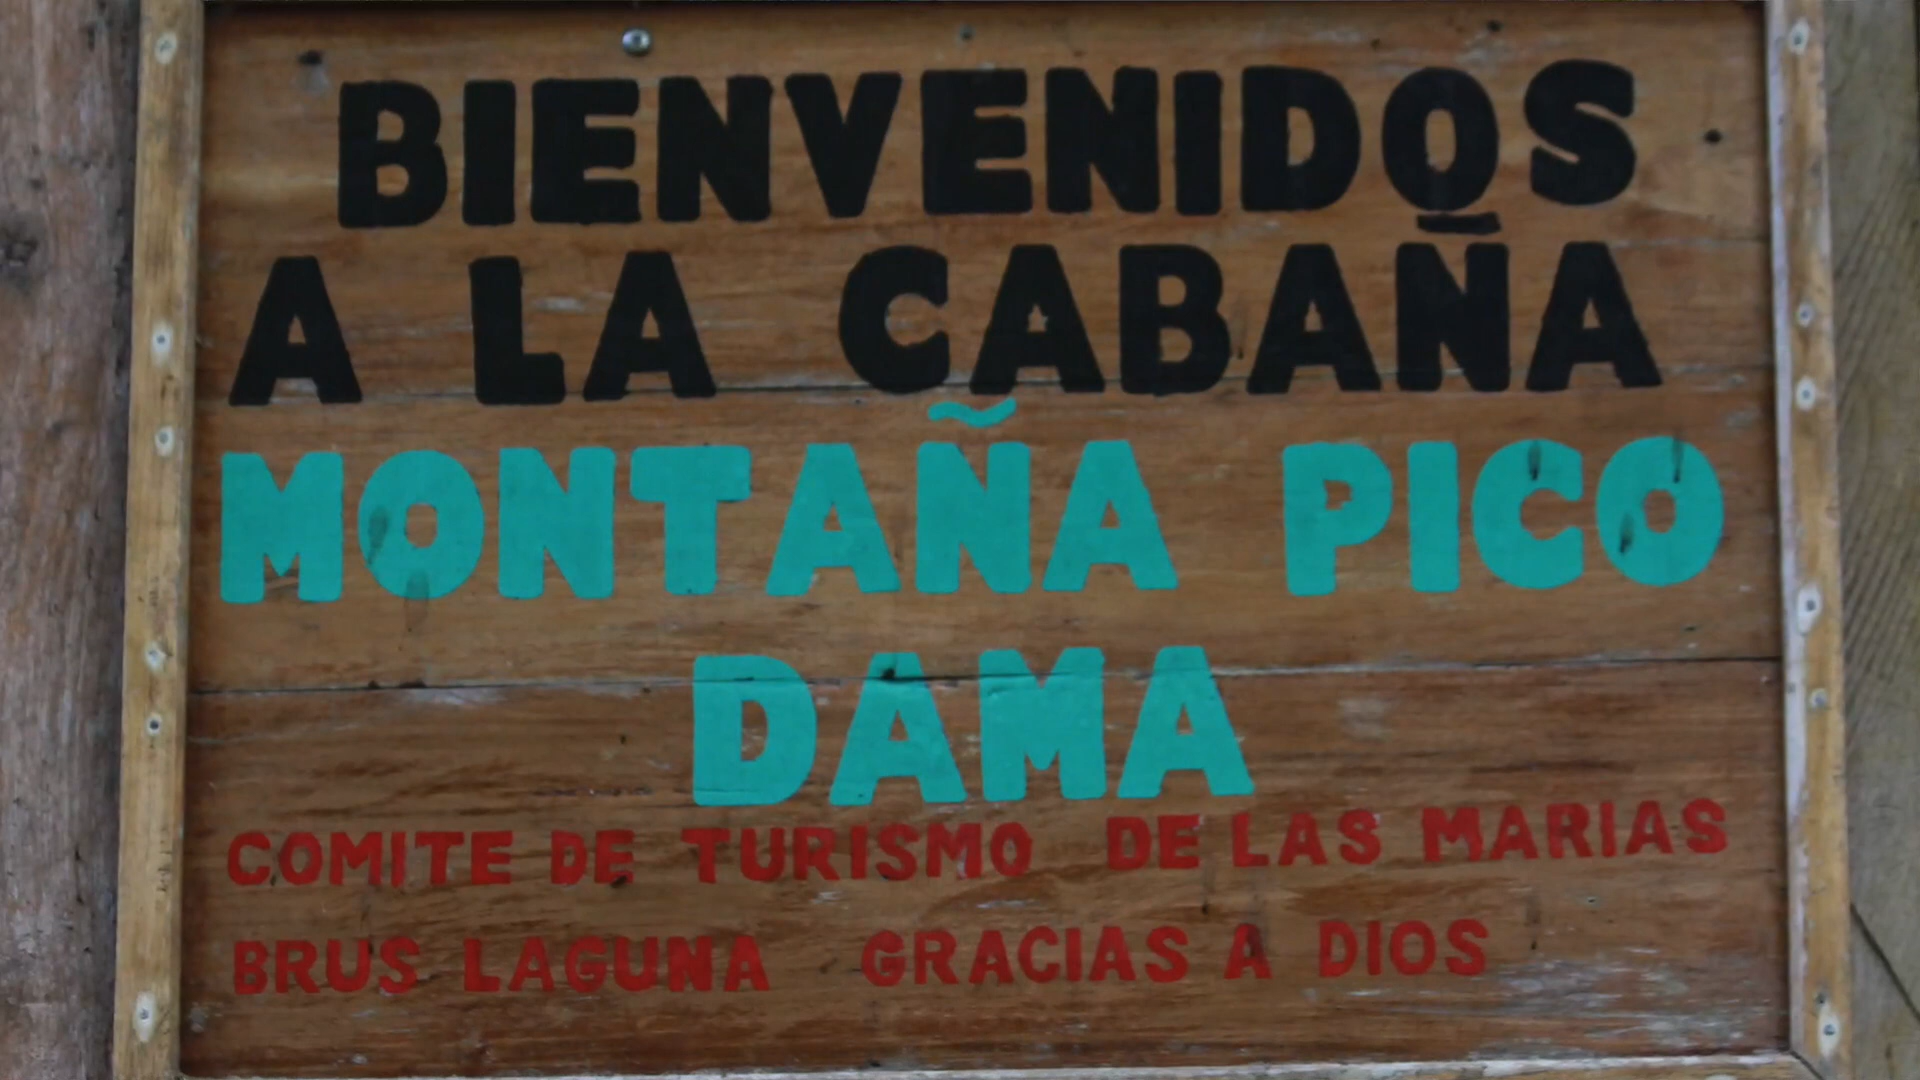 BIENVENIDOS
A LA CABAÑA
MONTAÑA PICO
DAMA
COMITE DE TURISMO DE LAS MARIAS
BRUS LAGUNA GRACIAS A DIOS